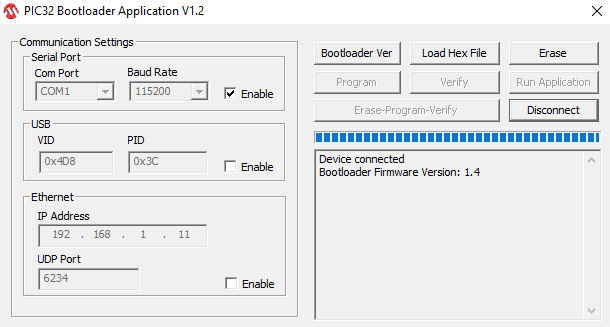 PIC32 Bootloader Application V1.2
Communication Settings
Serial Port
Com Port
Baud Rate
COM1
115200
Enable
USB
VID
PID
0x4D8
0x3C
Enable
Ethernet
IP Address
192 . 168 . 1 . 11
UDP Port
6234
Enable
Bootloader Ver
Load Hex File
Erase
Program
Verify
Run Application
Erase-Program-Verify
Disconnect
Device connected
Bootloader Firmware Version: 1.4